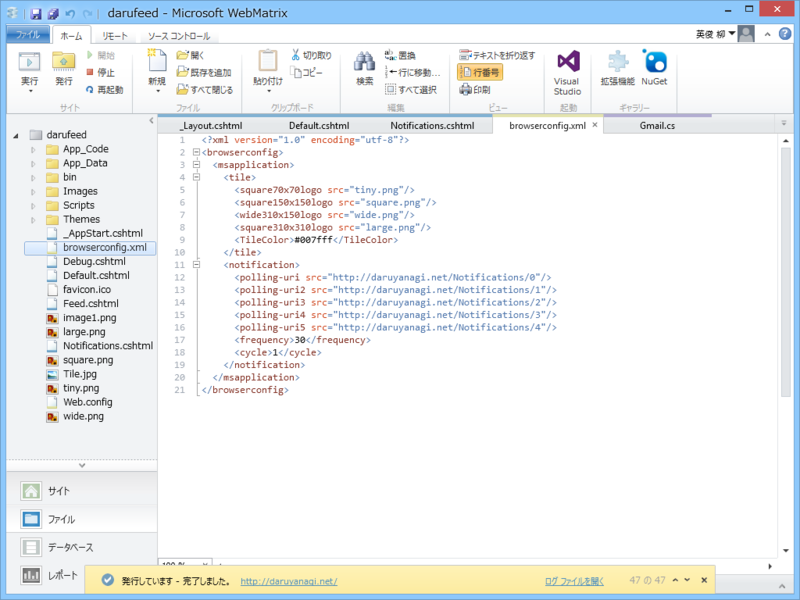 darufeed - Microsoft WebMatrix
ファイル
ホーム
リモート
ソース コントロール
英俊 柳
実行
発行
開始
停止
再起動
サイト
新規
開く
既存を追加
すべて閉じる
ファイル
貼り付け
切り取り
コピー
クリップボード
検索
置換
行に移動...
すべて選択
編集
テキストを折り返す
行番号
印刷
ビュー
Visual
Studio
起動
拡張機能
NuGet
ギャラリー
_Layout.cshtml
Default.cshtml
Notifications.cshtml
browserconfig.xml
Gmail.cs
darufeed
App_Code
App_Data
bin
Images
Scripts
Themes
_AppStart.cshtml
browserconfig.xml
Debug.cshtml
Default.cshtml
favicon.ico
Feed.cshtml
image1.png
large.png
Notifications.cshtml
square.png
Tile.jpg
tiny.png
Web.config
wide.png
サイト
ファイル
データベース
レポート
1 <?xml version="1.0" encoding="utf-8"?>
2 <browserconfig>
3 <msapplication>
4 <tile>
5 <square70x70logo src="tiny.png"/>
6 <square150x150logo src="square.png"/>
7 <wide310x150logo src="wide.png"/>
8 <square310x310logo src="large.png"/>
9 <TileColor>#007fff</TileColor>
10 </tile>
11 <notification>
12 <polling-uri src="http://daruyanagi.net/Notifications/0"/>
13 <polling-uri2 src="http://daruyanagi.net/Notifications/1"/>
14 <polling-uri3 src="http://daruyanagi.net/Notifications/2"/>
15 <polling-uri4 src="http://daruyanagi.net/Notifications/3"/>
16 <polling-uri5 src="http://daruyanagi.net/Notifications/4"/>
17 <frequency>30</frequency>
18 <cycle>1</cycle>
19 </notification>
20 </msapplication>
21 </browserconfig>
発行しています - 完了しました。
http://daruyanagi.net/
ログ ファイルを開く
47 の 47